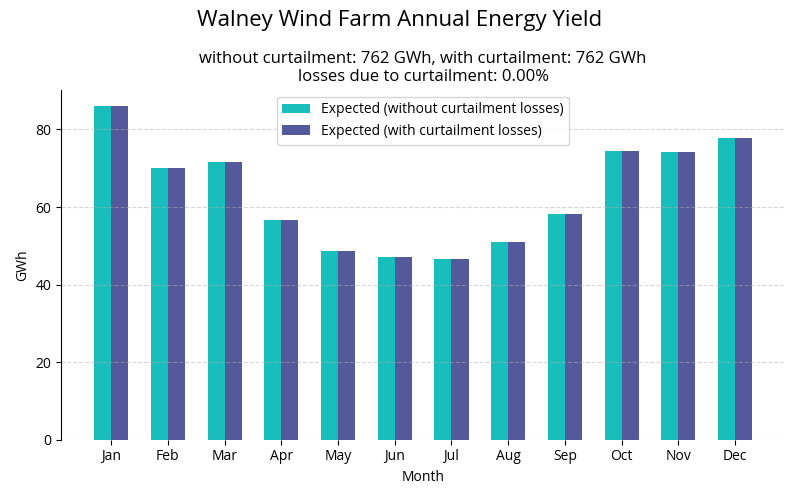 Walney Wind Farm Annual Energy Yield
without curtailment: 762 GWh, with curtailment: 762 GWh
losses due to curtailment: 0.00%
Expected (without curtailment losses)
Expected (with curtailment losses)
80
60
40
20
0
GWh
Jan Feb Mar Apr May Jun Jul Aug Sep Oct Nov Dec
Month